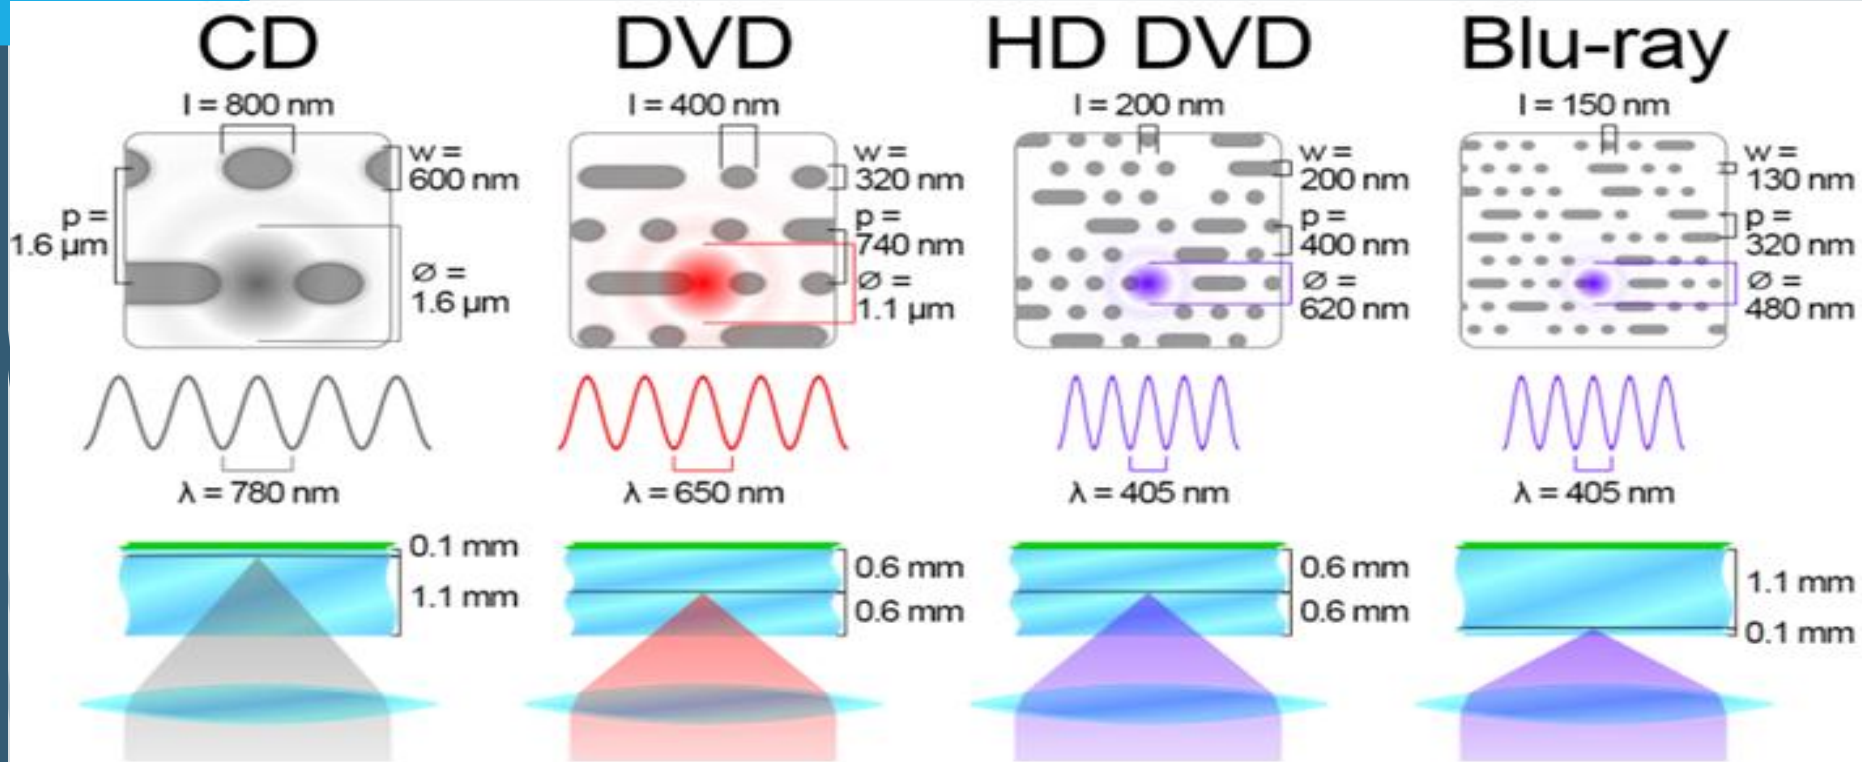 CD
l = 800 nm
w =
600 nm
p =
1.6 µm
Ø =
1.6 µm
λ = 780 nm
0.1 mm
1.1 mm
DVD
l = 400 nm
w =
320 nm
p =
740 nm
Ø =
1.1 µm
λ = 650 nm
0.6 mm
0.6 mm
HD DVD
l = 200 nm
w =
200 nm
p =
400 nm
Ø =
620 nm
λ = 405 nm
0.6 mm
0.6 mm
Blu-ray
l = 150 nm
w =
130 nm
p =
320 nm
Ø =
480 nm
λ = 405 nm
1.1 mm
0.1 mm